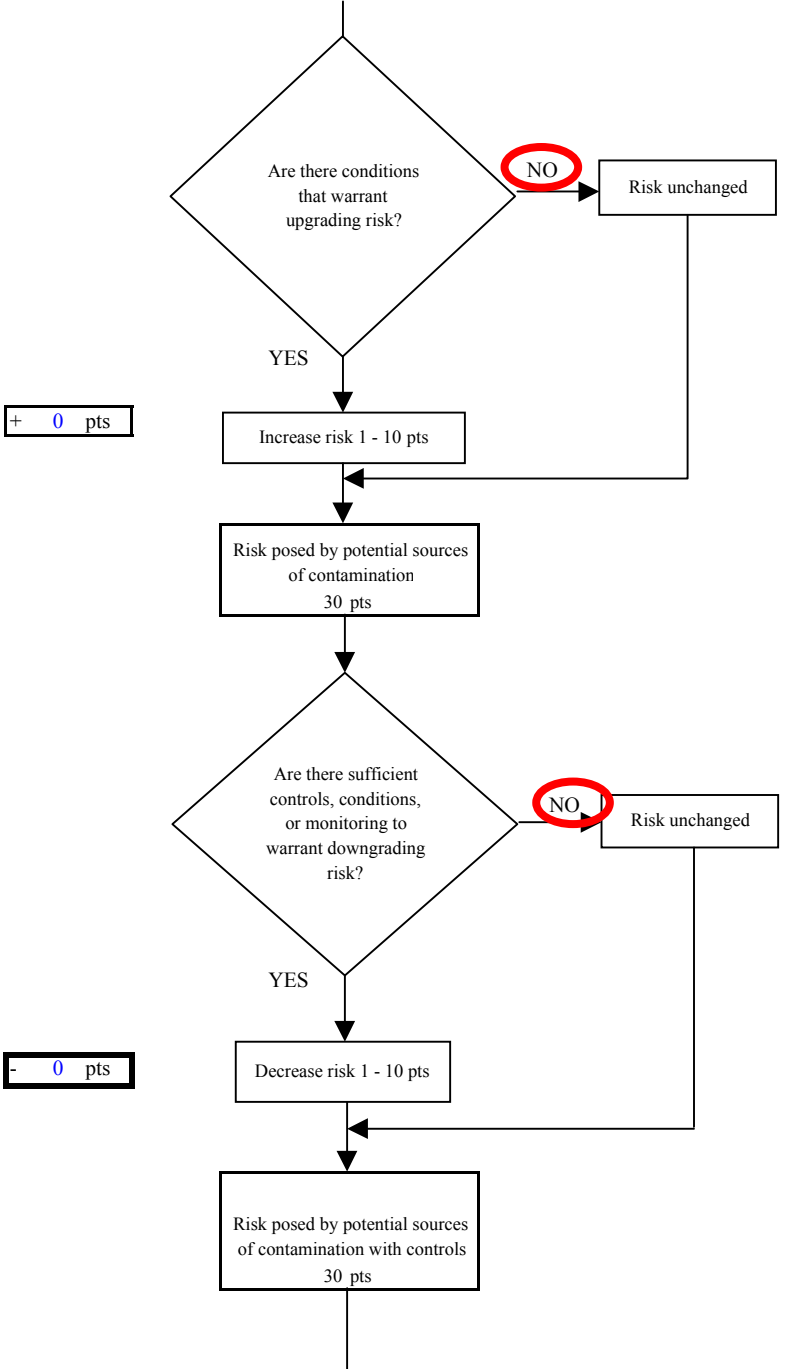 Are there conditions
that warrant
upgrading risk?
NO
Risk unchanged
YES
+ 0 pts
Increase risk 1 - 10 pts
Risk posed by potential sources
of contamination
30 pts
Are there sufficient
controls, conditions,
or monitoring to
warrant downgrading
risk?
NO
Risk unchanged
YES
- 0 pts
Decrease risk 1 - 10 pts
Risk posed by potential sources
of contamination with controls
30 pts